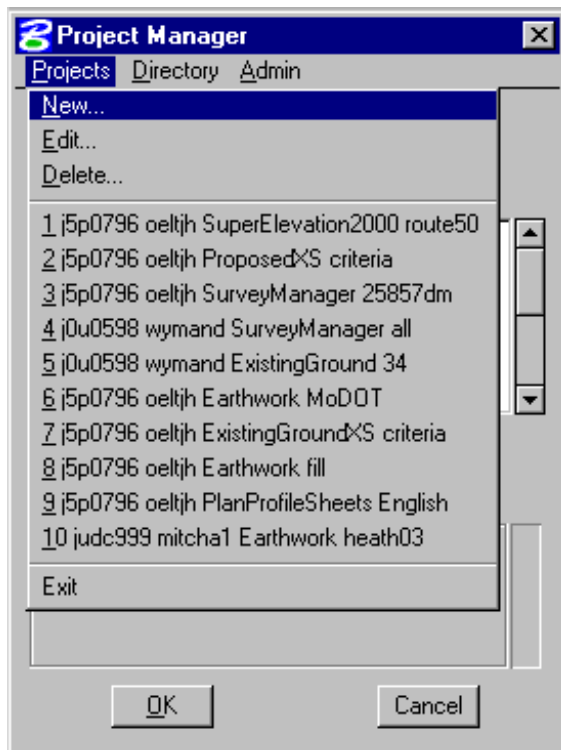 Project Manager
Projects Directory Admin
New...
Edit...
Delete...
1 j5p0796 oeltjh SuperElevation2000 route50
2 j5p0796 oeltjh ProposedXS criteria
3 j5p0796 oeltjh SurveyManager 25857dm
4 j0u0598 wymand SurveyManager all
5 j0u0598 wymand ExistingGround 34
6 j5p0796 oeltjh Earthwork MoDOT
7 j5p0796 oeltjh ExistingGroundXS criteria
8 j5p0796 oeltjh Earthwork fill
9 j5p0796 oeltjh PlanProfileSheets English
10 judc999 mitcha1 Earthwork heath03
Exit
OK Cancel